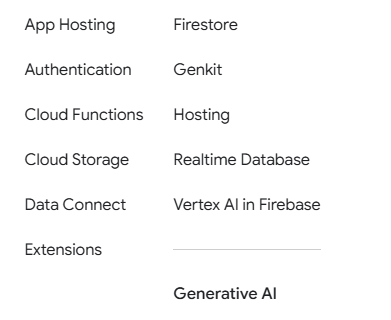 App Hosting
Authentication
Cloud Functions
Cloud Storage
Data Connect
Extensions
Firestore
Genkit
Hosting
Realtime Database
Vertex AI in Firebase
Generative AI